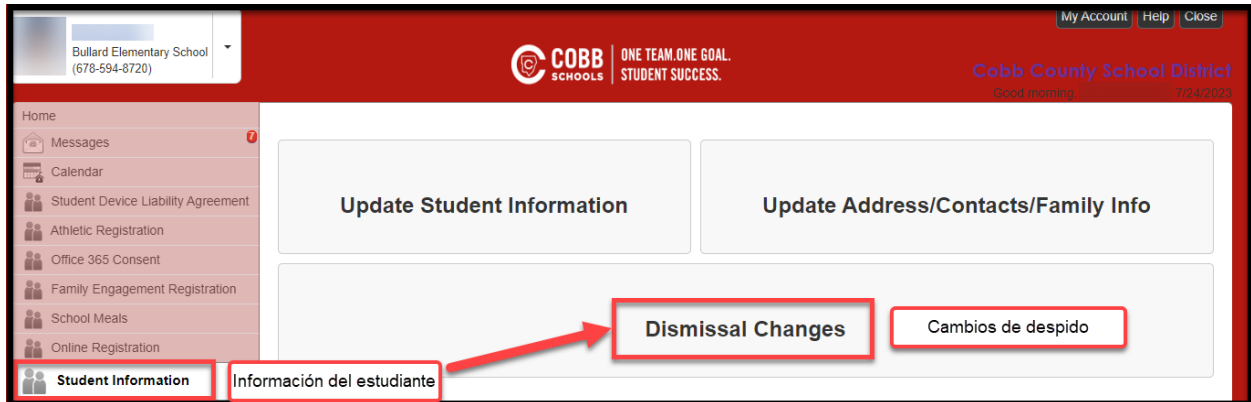 My Account Help Close
Bullard Elementary School
(678-594-8720)
COBB SCHOOLS
ONE TEAM.ONE GOAL.
STUDENT SUCCESS.
Cobb County School District
Good morning, 7/24/2023
Home
Messages 7
Calendar
Student Device Liability Agreement
Athletic Registration
Office 365 Consent
Family Engagement Registration
School Meals
Online Registration
Student Information
Información del estudiante
Update Student Information
Update Address/Contacts/Family Info
Dismissal Changes
Cambios de despido